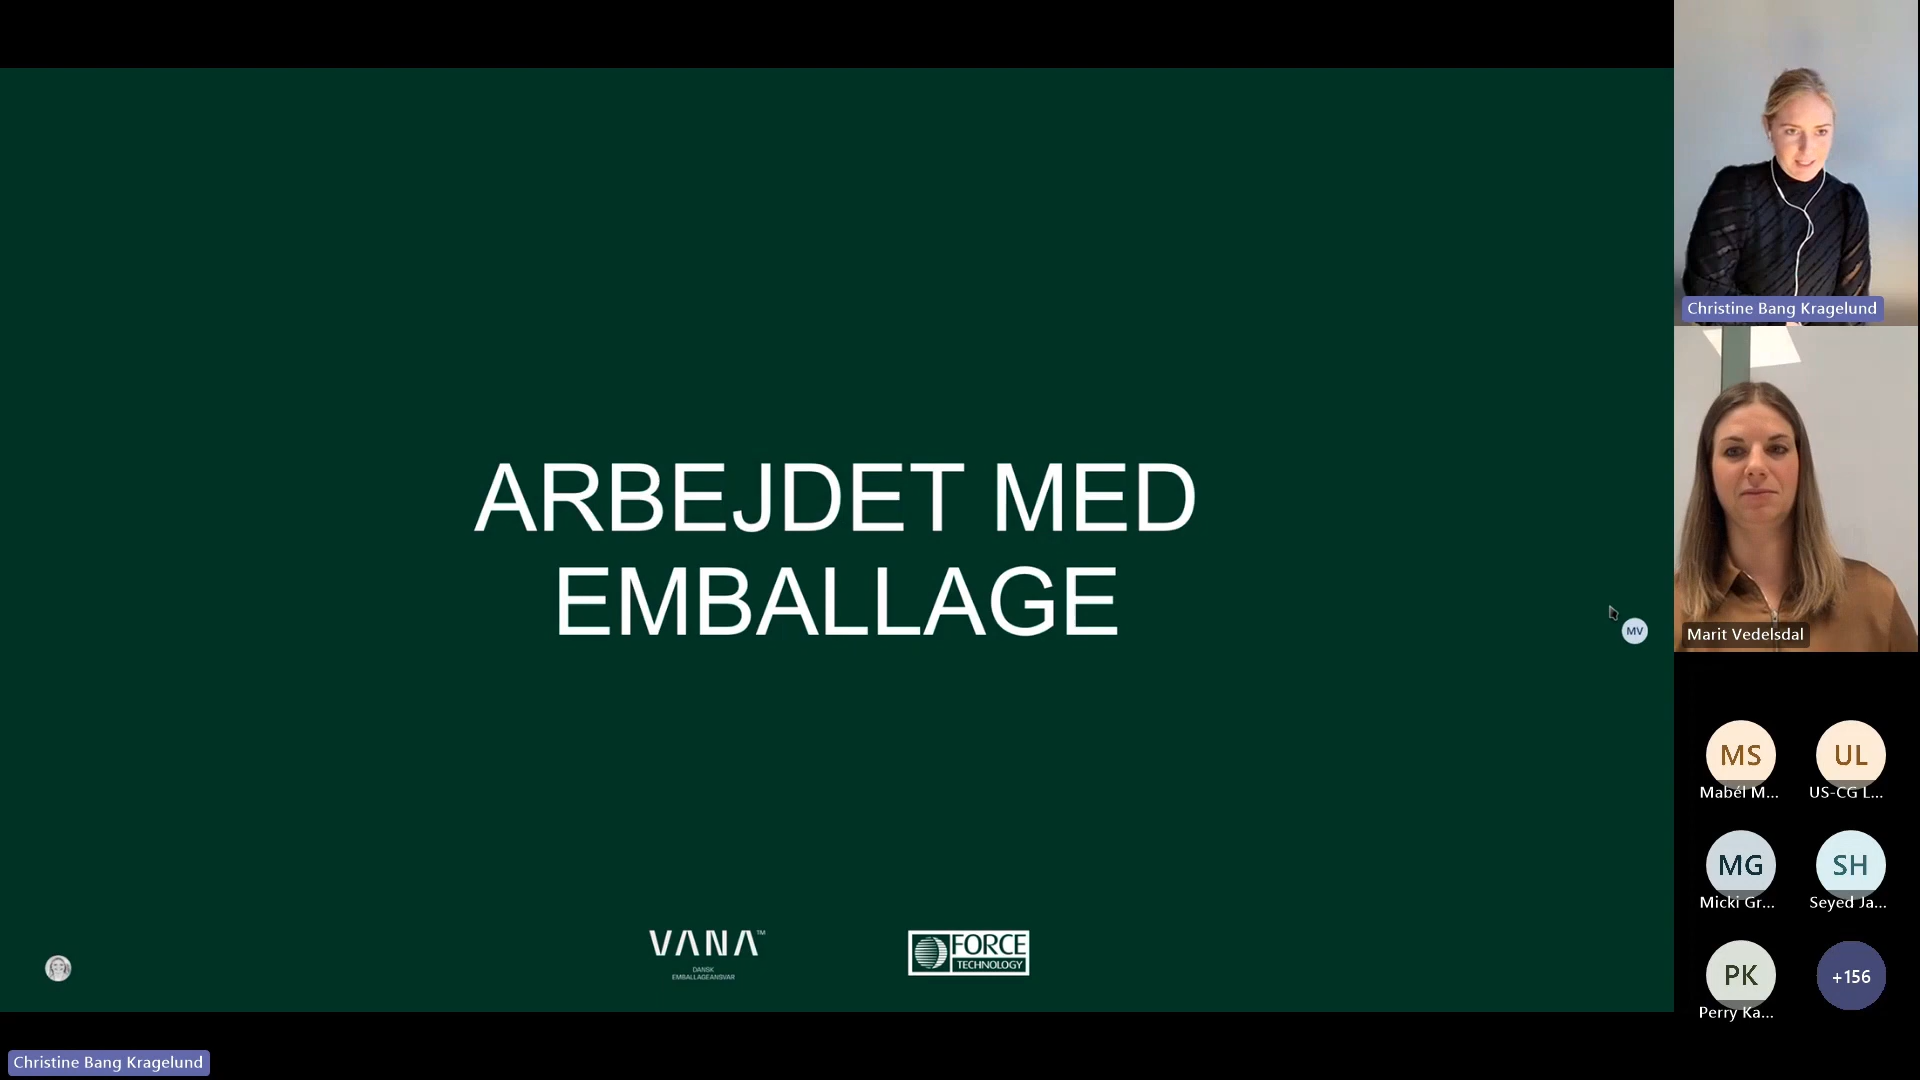 ARBEJDET MED
EMBALLAGE
MV
VANA™
DANSK
EMBALLAGEANSVAR
FORCE
TECHNOLOGY
Christine Bang Kragelund
Christine Bang Kragelund
Marit Vedelsdal
MS
Mabél M...
UL
US-CG L...
MG
Micki Gr...
SH
Seyed Ja...
PK
Perry Ka...
+156